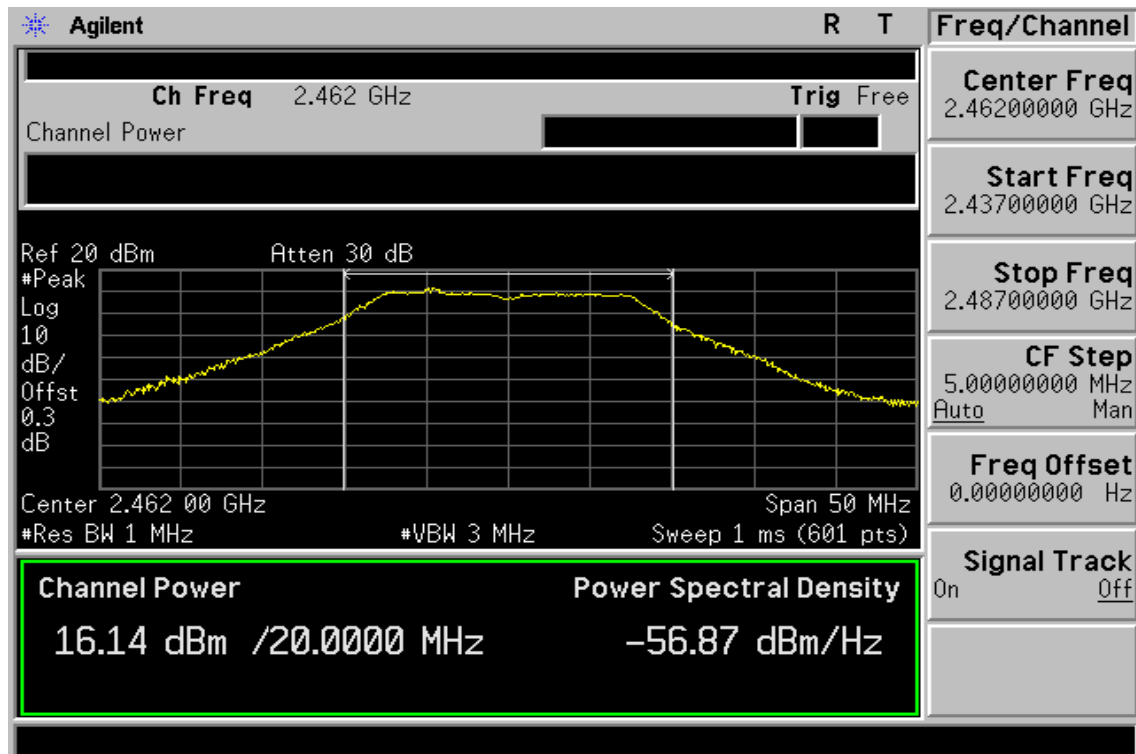 Agilent R T
Ch Freq 2.462 GHz Trig Free
Channel Power
Ref 20 dBm Atten 30 dB
#Peak
Log
10
dB/
Offst
0.3
dB
Center 2.462 00 GHz Span 50 MHz
#Res BW 1 MHz #VBW 3 MHz Sweep 1 ms (601 pts)
Channel Power Power Spectral Density
16.14 dBm /20.0000 MHz -56.87 dBm/Hz
Freq/Channel
Center Freq
2.46200000 GHz
Start Freq
2.43700000 GHz
Stop Freq
2.48700000 GHz
CF Step
5.00000000 MHz
Auto Man
Freq Offset
0.00000000 Hz
Signal Track
On Off